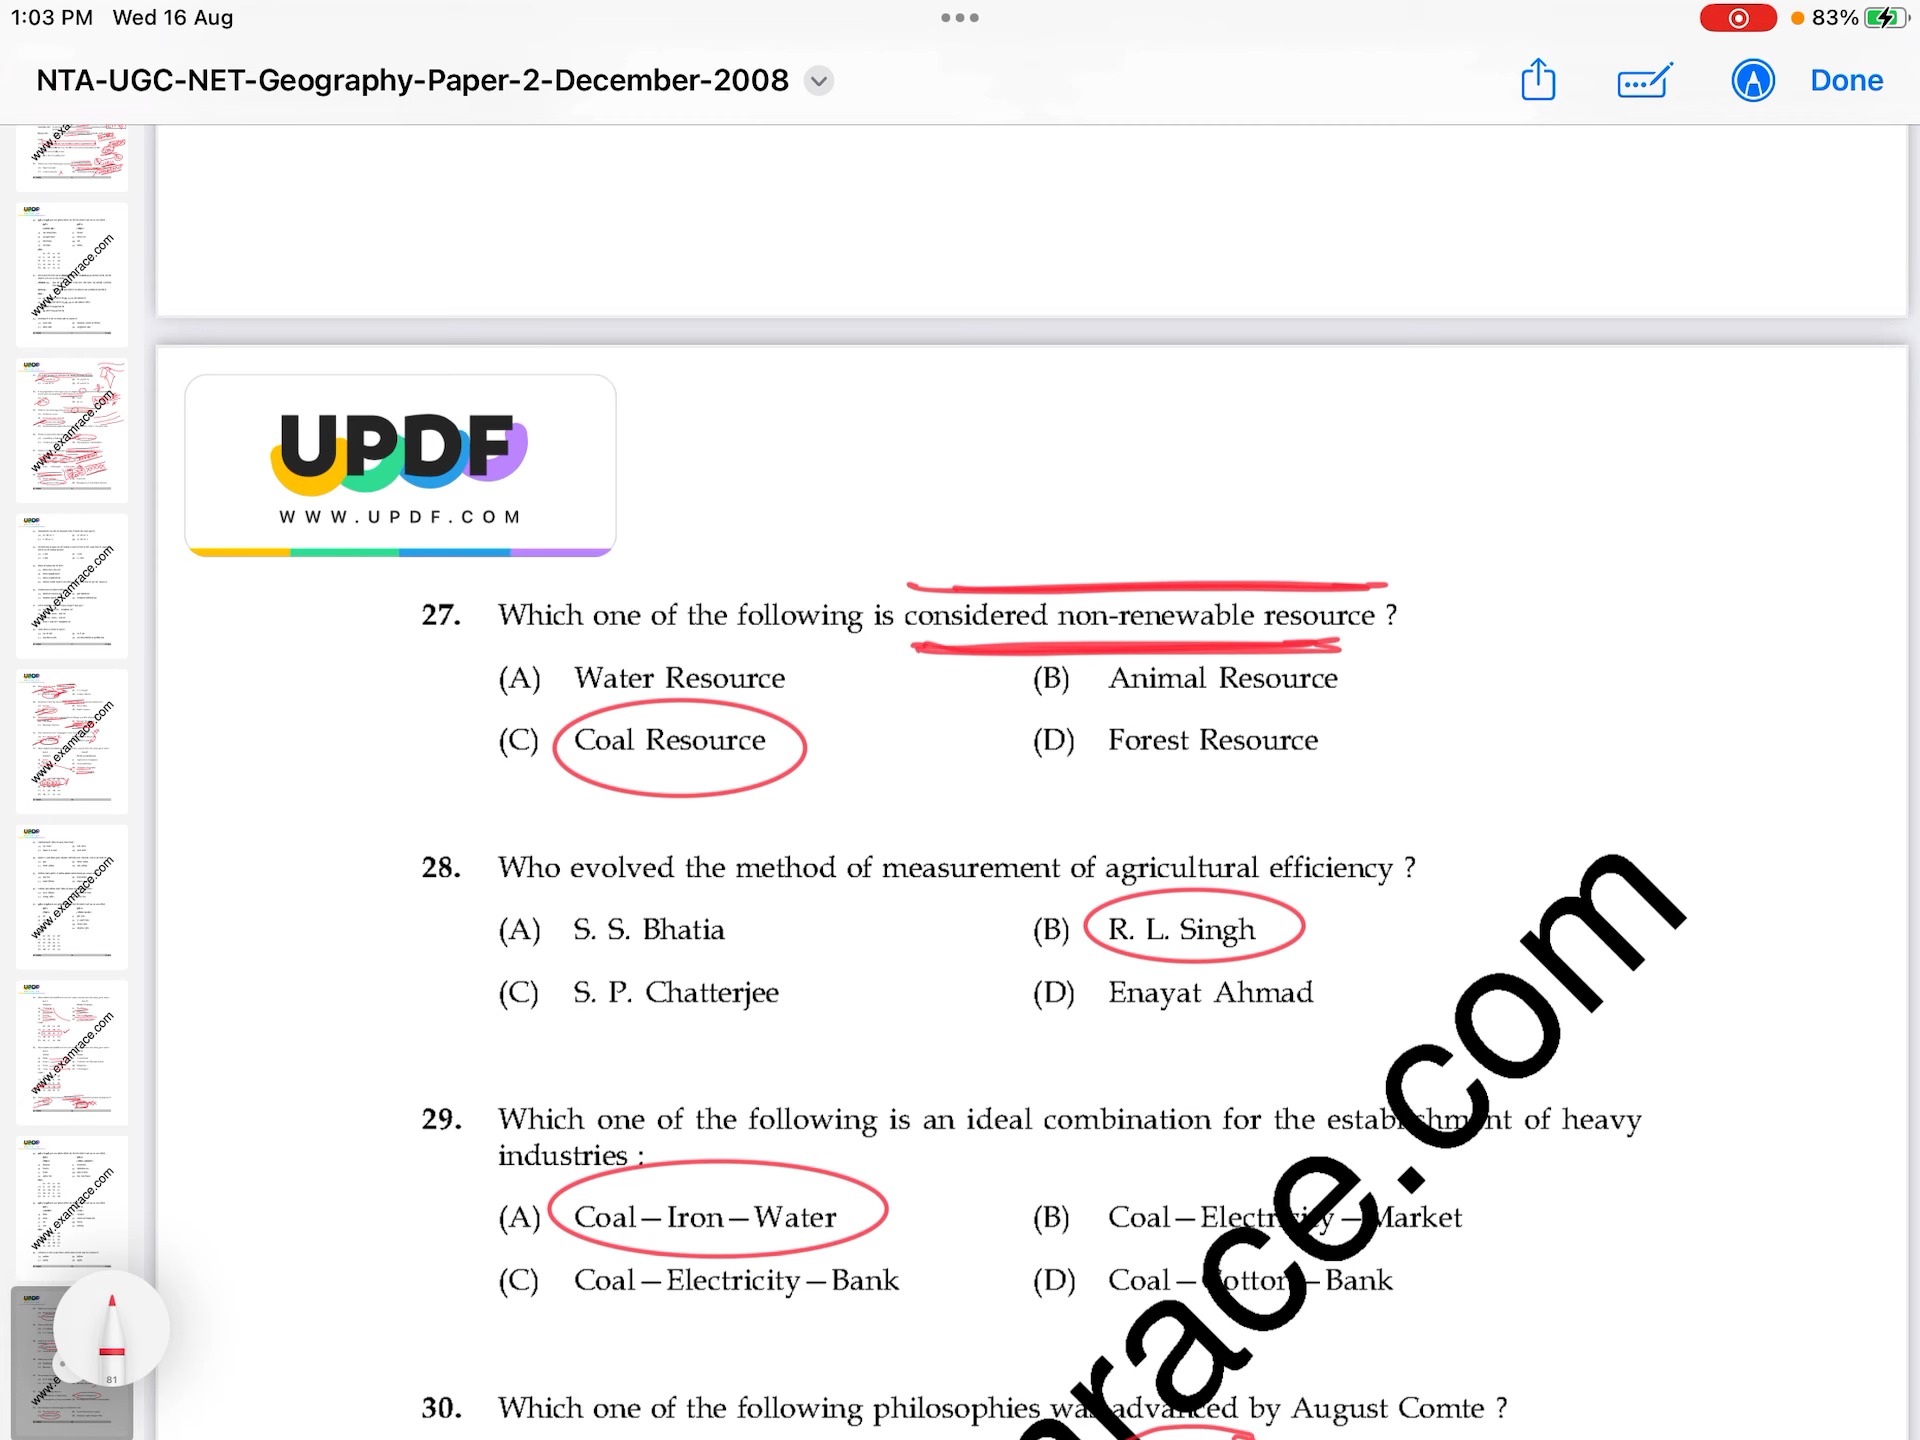 1:03 PM Wed 16 Aug
83%
NTA-UGC-NET-Geography-Paper-2-December-2008
Done
UPDF
WWW.UPDF.COM
27. Which one of the following is considered non-renewable resource ?
(A) Water Resource (B) Animal Resource
(C) Coal Resource (D) Forest Resource
28. Who evolved the method of measurement of agricultural efficiency ?
(A) S. S. Bhatia (B) R. L. Singh
(C) S. P. Chatterjee (D) Enayat Ahmad
29. Which one of the following is an ideal combination for the establishment of heavy
industries :
(A) Coal – Iron – Water (B) Coal – Electricity – Market
(C) Coal – Electricity – Bank (D) Coal – Cotton – Bank
30. Which one of the following philosophies was advanced by August Comte ?
race.com
www.examrace.com
81